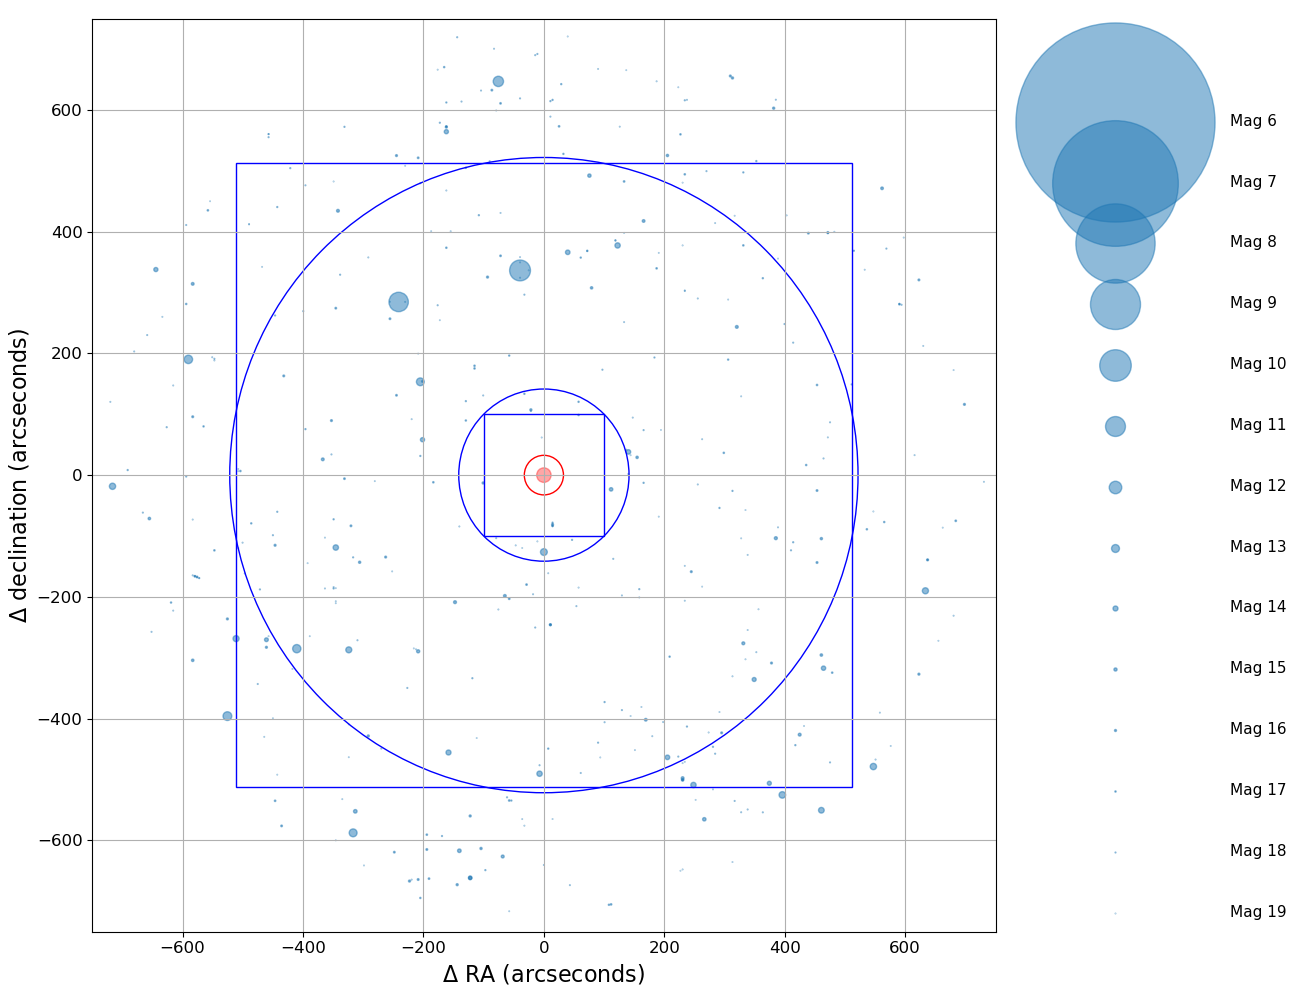 Δ declination (arcseconds)
600
400
200
0
−200
−400
−600
−600
−400
−200
0
200
400
600
Δ RA (arcseconds)
Mag 6
Mag 7
Mag 8
Mag 9
Mag 10
Mag 11
Mag 12
Mag 13
Mag 14
Mag 15
Mag 16
Mag 17
Mag 18
Mag 19